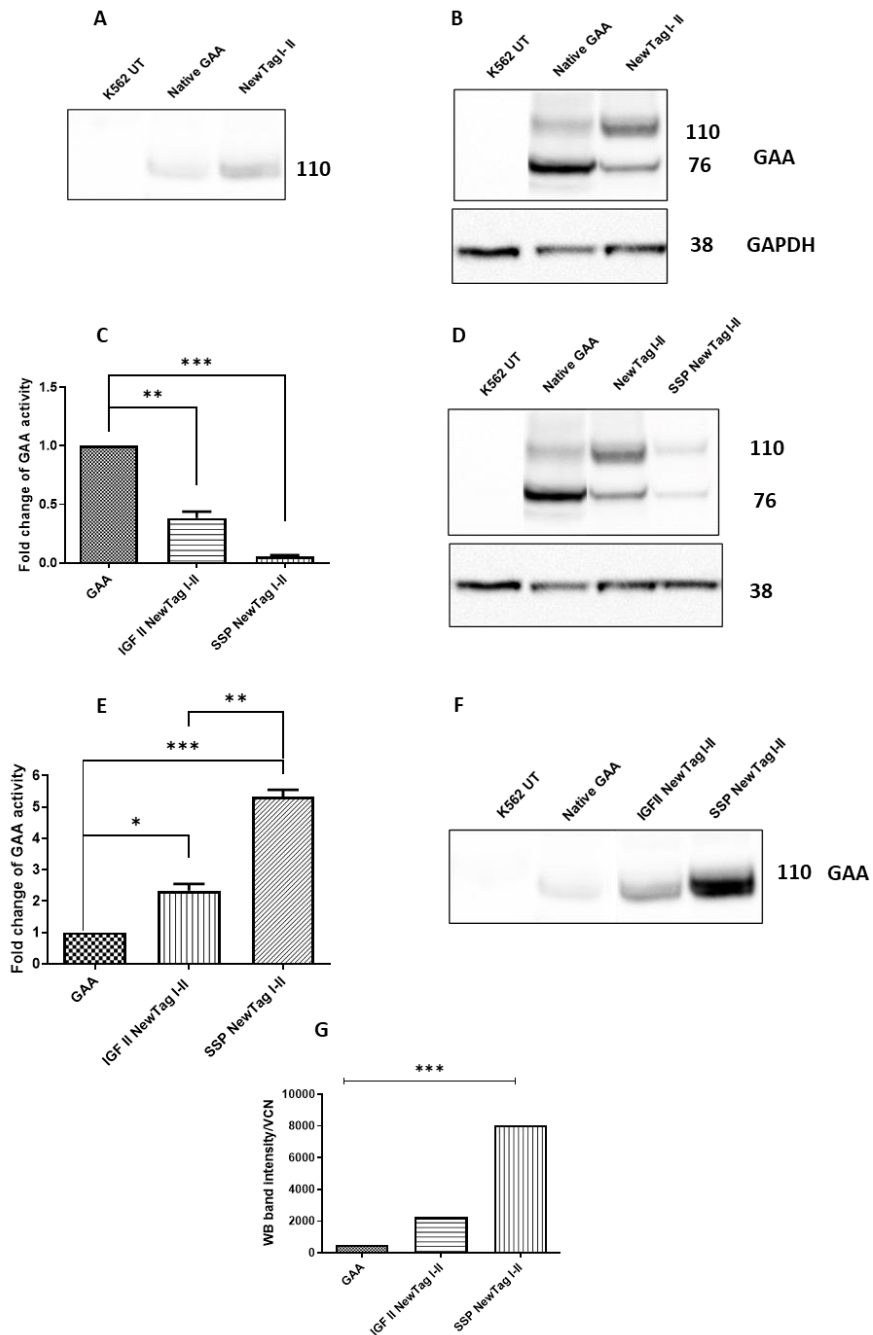 A
K562 UT
Native GAA
NewTag I- II
110
B
K562 UT
Native GAA
NewTag I- II
110
76
GAA
38
GAPDH
C
Fold change of GAA activity
1.5
1.0
0.5
0.0
***
**
GAA
IGF II NewTag I-II
SSP NewTag I-II
D
K562 UT
Native GAA
NewTag I-II
SSP NewTag I-II
110
76
38
E
Fold change of GAA activity
6
5
4
3
2
1
0
**
***
*
GAA
IGF II NewTag I-II
SSP NewTag I-II
F
K562 UT
Native GAA
IGFII NewTag I-II
SSP NewTag I-II
110 GAA
G
WB band intensity/VCN
10000
8000
6000
4000
2000
0
***
GAA
IGF II NewTag I-II
SSP NewTag I-II